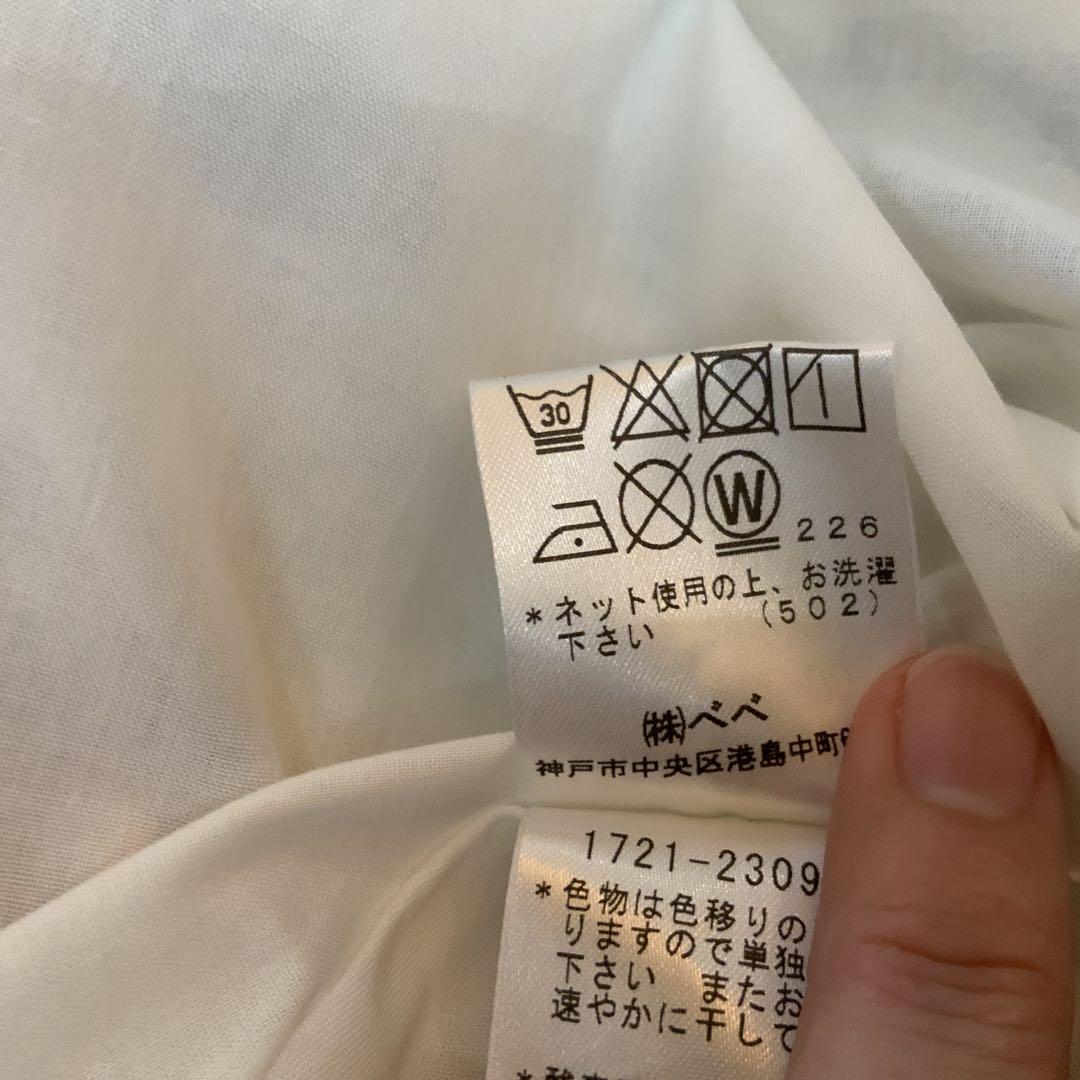 30
W
226
*ネット使用の上、お洗濯
下さい (502)
㈱べべ
神戸市中央区港島中町6
1721-2309
*色物は色移りの
りますので単独
下さい またお
速やかに干して